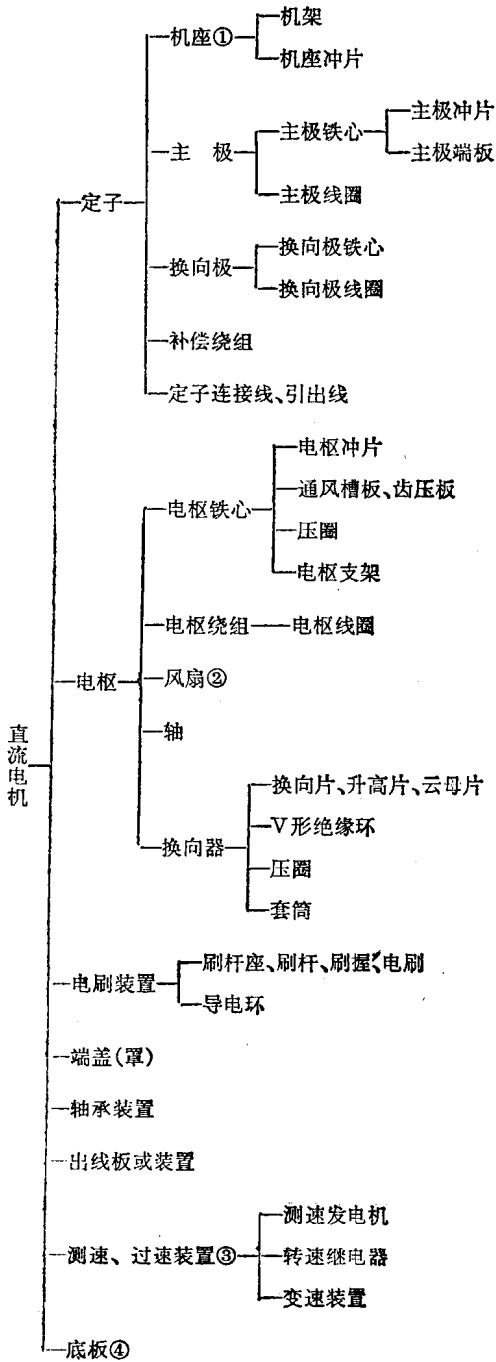 机架
机座①
机座冲片
主极冲片
主极铁心
主 极
主极端板
主极线圈
定子
换向极铁心
换向极
换向极线圈
补偿绕组
定子连接线、引出线
电枢冲片
通风槽板、齿压板
电枢铁心
压圈
电枢支架
电枢绕组
电枢线圈
电枢
风扇②
轴
直流电机
换向片、升高片、云母片
V形绝缘环
换向器
压圈
套筒
刷杆座、刷杆、刷握、电刷
电刷装置
导电环
端盖(罩)
轴承装置
出线板或装置
测速发电机
测速、过速装置③
转速继电器
变速装置
底板④